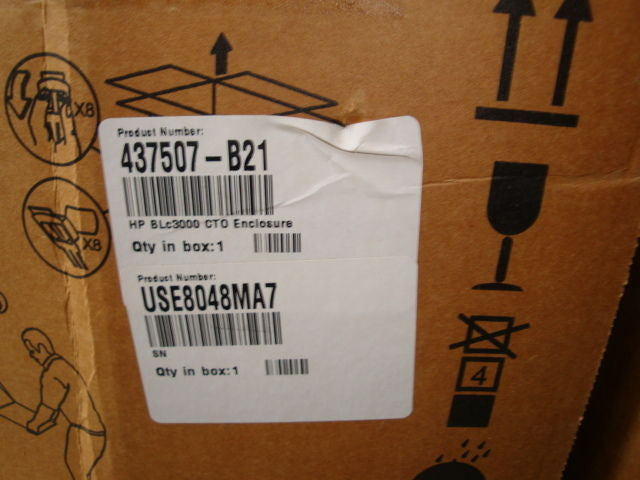 X8
X8
Product Number:
437507-B21
HP BLc3000 CTO Enclosure
Qty in box:1
Product Number:
USE8048MA7
SN
Qty in box:1
4